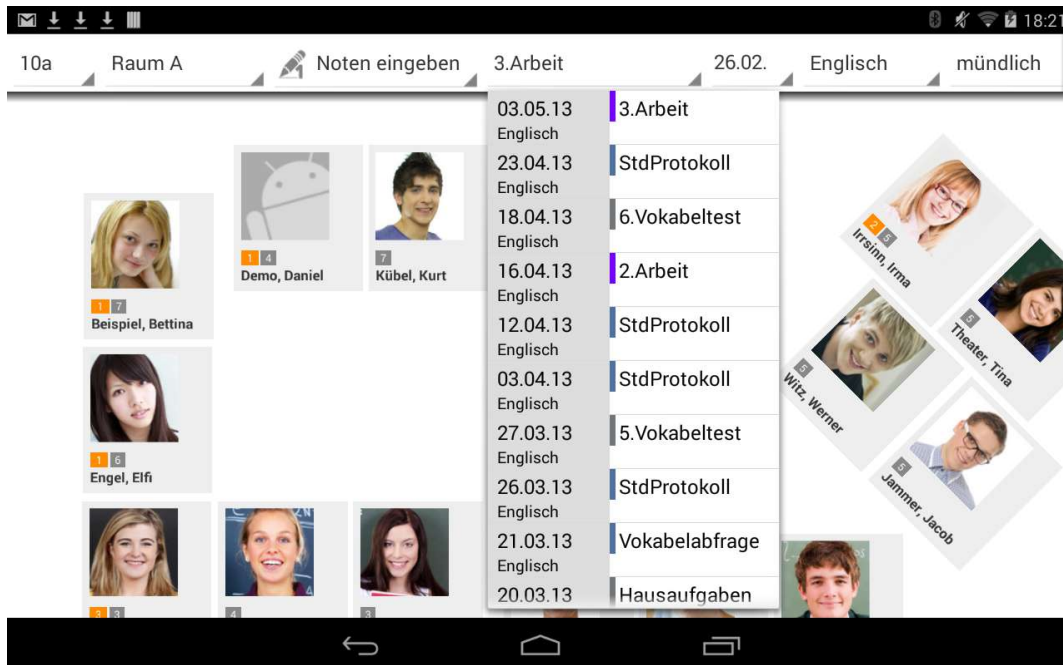 18:21
10a Raum A Noten eingeben 3.Arbeit 26.02. Englisch mündlich
03.05.13 3.Arbeit
Englisch
23.04.13 StdProtokoll
Englisch
18.04.13 6.Vokabeltest
Englisch
16.04.13 2.Arbeit
Englisch
12.04.13 StdProtokoll
Englisch
03.04.13 StdProtokoll
Englisch
27.03.13 5.Vokabeltest
Englisch
26.03.13 StdProtokoll
Englisch
21.03.13 Vokabelabfrage
Englisch
20.03.13 Hausaufgaben
1 7
Beispiel, Bettina
1 4
Demo, Daniel
7
Kübel, Kurt
1 6
Engel, Elfi
3 3
4
3
2 5
Irrsinn, Irma
5
Theater, Tina
5
Witz, Werner
5
Jammer, Jacob